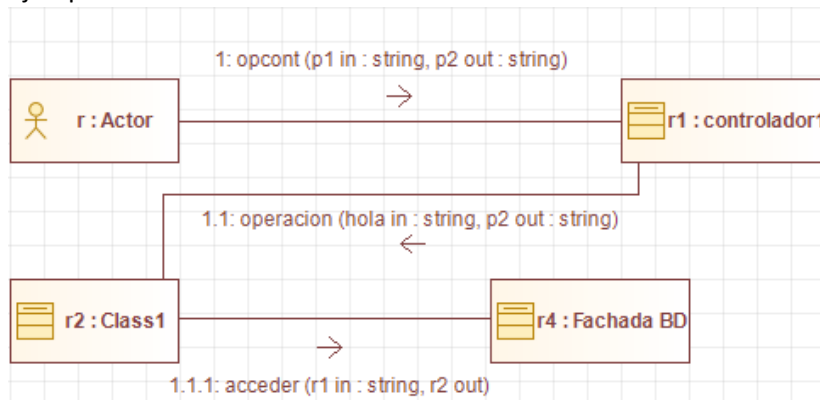 1: opcont (p1 in : string, p2 out : string)
r : Actor
r1 : controlador1
1.1: operacion (hola in : string, p2 out : string)
r2 : Class1
r4 : Fachada BD
1.1.1: acceder (r1 in : string, r2 out)